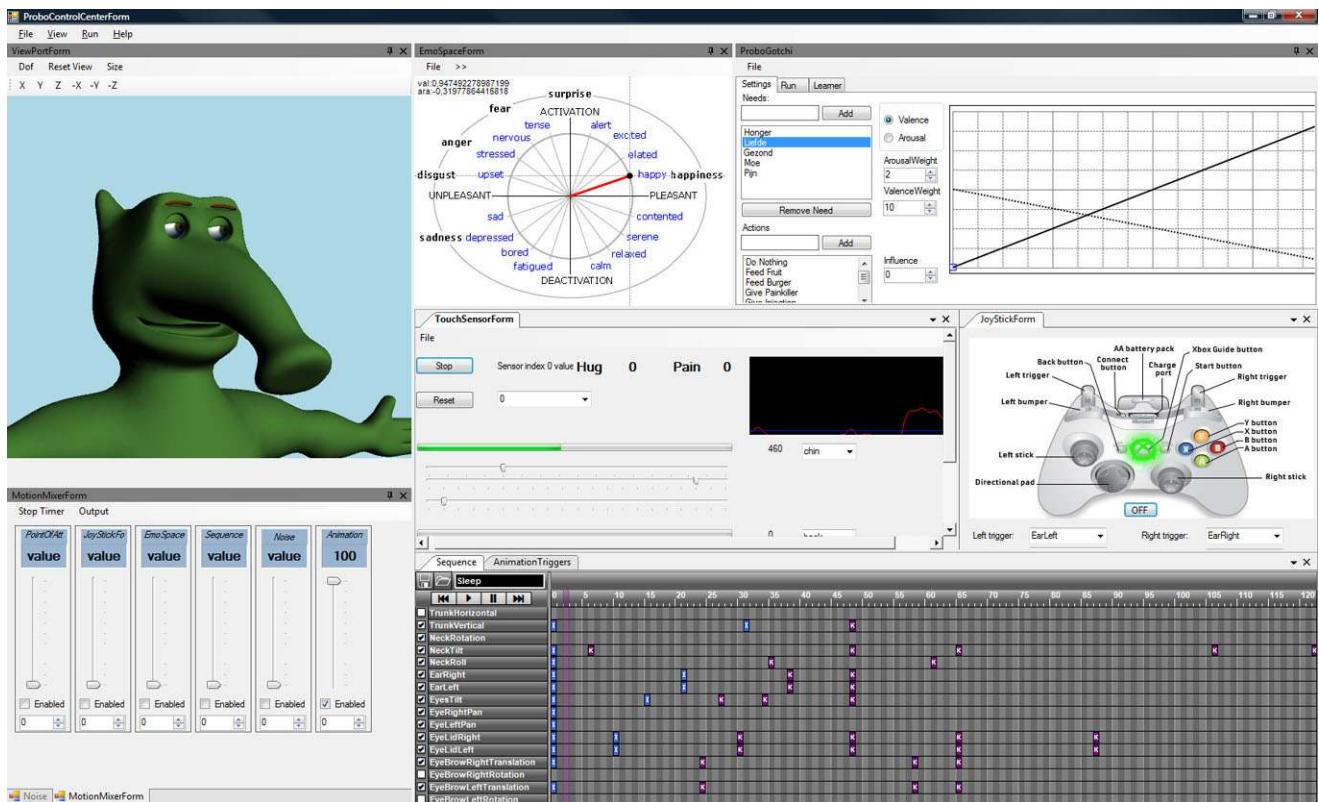 ProboControlCenterForm
File View Run Help
ViewPortForm
Dof Reset View Size
X Y Z -X -Y -Z
EmoSpaceForm
File >>
val:0,947492278987199
ara:-0,31977864415818
surprise
fear
ACTIVATION
tense alert
nervous excited
anger
stressed elated
disgust upset happy happiness
UNPLEASANT PLEASANT
sad contented
sadness depressed serene
bored relaxed
fatigued calm
DEACTIVATION
ProboGotchi
File
Settings Run Learner
Needs:
Add
Honger
Liefde
Gezond
Moe
Pijn
Remove Need
Valence
Arousal
ArousalWeight
2
ValenceWeight
10
Actions
Add
Do Nothing
Feed Fruit
Feed Burger
Give Painkiller
Influence
0
TouchSensorForm
File
Stop Sensor index 0 value Hug 0 Pain 0
Reset 0
460 chin
0
JoyStickForm
AA battery pack
Xbox Guide button
Back button
Connect button
Charge port
Start button
Left trigger
Right trigger
Left bumper
Right bumper
Microsoft
Y button
X button
B button
A button
Left stick
Directional pad
Right stick
OFF
Left trigger: EarLeft Right trigger: EarRight
MotionMixerForm
Stop Timer Output
PointOfAtt JoyStickFo EmoSpace Sequence Noise Animation
value value value value value 100
Enabled Enabled Enabled Enabled Enabled Enabled
0 0 0 0 0 0
Noise MotionMixerForm
Sequence AnimationTriggers
Sleep
0 5 10 15 20 25 30 35 40 45 50 55 60 65 70 75 80 85 90 95 100 105 110 115 120
TrunkHorizontal
TrunkVertical
NeckRotation
NeckTilt
NeckRoll
EarRight
EarLeft
EyesTilt
EyeRightPan
EyeLeftPan
EyeLidRight
EyeLidLeft
EyeBrowRightTranslation
EyeBrowRightRotation
EyeBrowLeftTranslation
EyeBrowLeftRotation